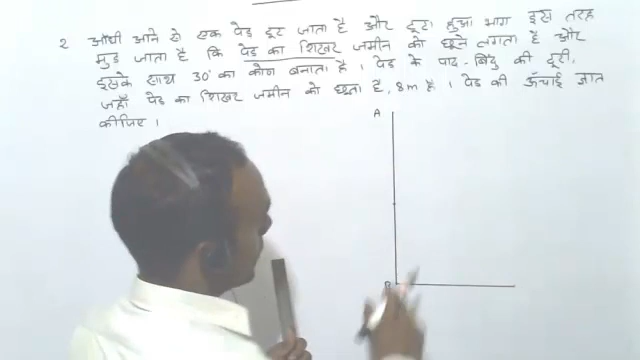 2. आँधी आने से एक पेड टूट जाता है और टूटा हुआ भाग इस तरह
मुड जाता है कि पेड का शिखर जमीन को छूने लगता है और
इसके साथ 30° का कोण बनाता है । पेड के पाद - बिंदु की दूरी,
जहाँ पेड का शिखर जमीन को छूता है, 8m है । पेड की ऊँचाई ज्ञात
कीजिए ।
A
B